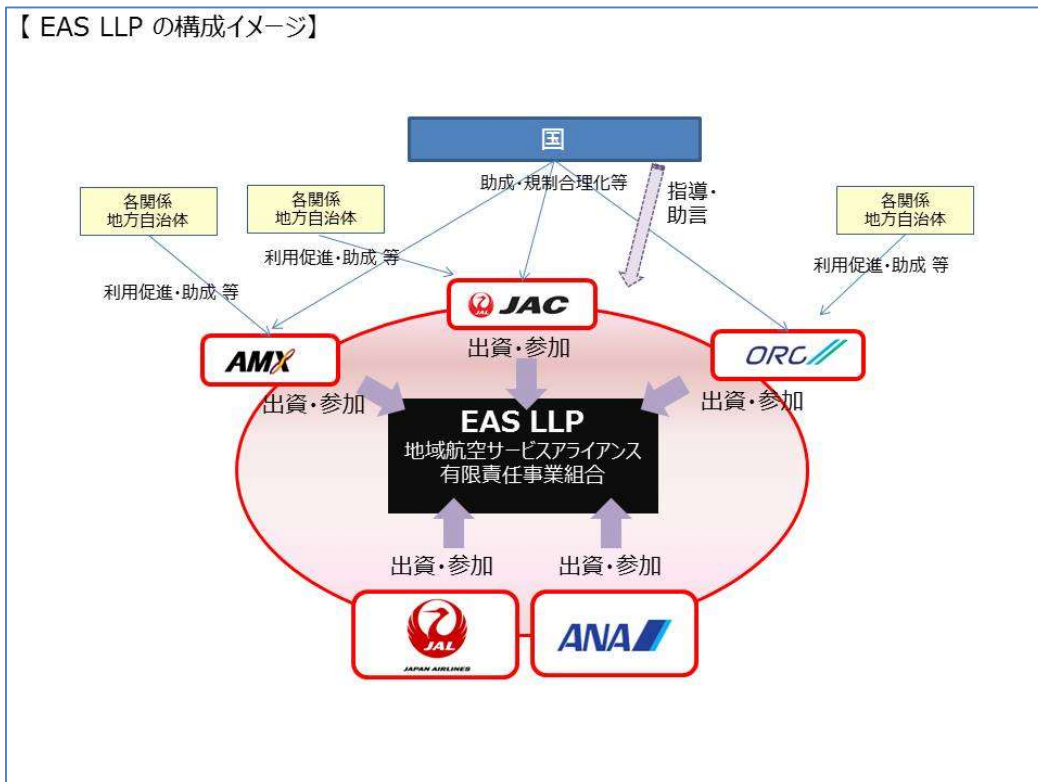 【 EAS LLP の構成イメージ】
国
助成・規制合理化等
指導・
助言
各関係
地方自治体
各関係
地方自治体
各関係
地方自治体
利用促進・助成 等
利用促進・助成 等
利用促進・助成 等
JAL JAC
AMX
ORC
出資・参加
出資・参加
出資・参加
EAS LLP
地域航空サービスアライアンス
有限責任事業組合
出資・参加
出資・参加
JAL
JAPAN AIRLINES
ANA